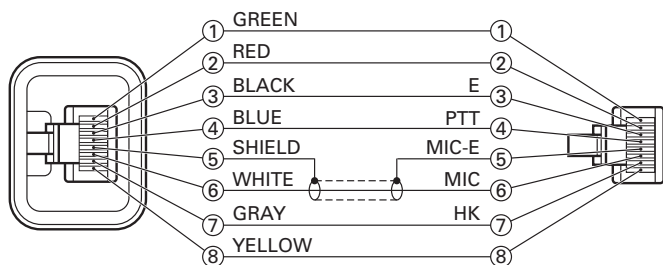 ① GREEN ①
② RED ②
③ BLACK E ③
④ BLUE PTT ④
⑤ SHIELD MIC-E ⑤
⑥ WHITE MIC ⑥
⑦ GRAY HK ⑦
⑧ YELLOW ⑧